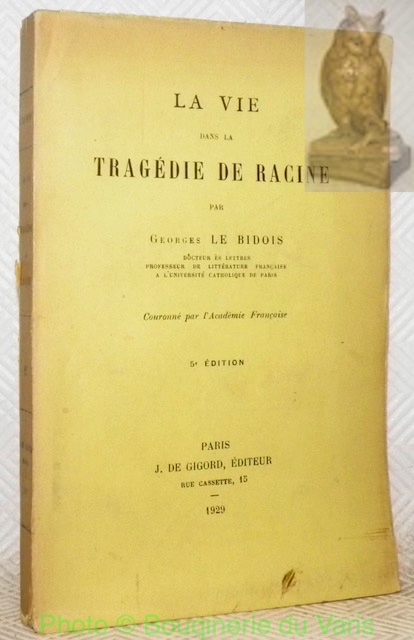 LA VIE
DANS LA
TRAGÉDIE DE RACINE
PAR
GEORGES LE BIDOIS
DOCTEUR ÈS LETTRES
PROFESSEUR DE LITTÉRATURE FRANÇAISE
A L'UNIVERSITÉ CATHOLIQUE DE PARIS
Couronné par l'Académie Française
5e ÉDITION
PARIS
J. DE GIGORD, ÉDITEUR
RUE CASSETTE, 15
1929
Photo © Bouqinerie du Varis